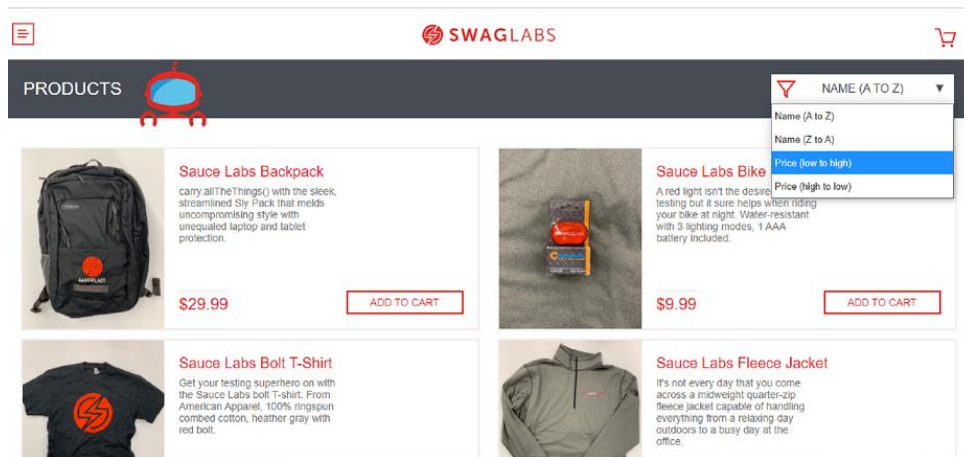 SWAGLABS
PRODUCTS
NAME (A TO Z)
Name (A to Z)
Name (Z to A)
Price (low to high)
Price (high to low)
Sauce Labs Backpack
carry.allTheThings() with the sleek,
streamlined Sly Pack that melds
uncompromising style with
unequaled laptop and tablet
protection.
$29.99
ADD TO CART
Sauce Labs Bike
A red light isn't the desire
testing but it sure helps when riding
your bike at night. Water-resistant
with 3 lighting modes, 1 AAA
battery included.
$9.99
ADD TO CART
Sauce Labs Bolt T-Shirt
Get your testing superhero on with
the Sauce Labs bolt T-shirt. From
American Apparel, 100% ringspun
combed cotton, heather gray with
red bolt.
Sauce Labs Fleece Jacket
It's not every day that you come
across a midweight quarter-zip
fleece jacket capable of handling
everything from a relaxing day
outdoors to a busy day at the
office.